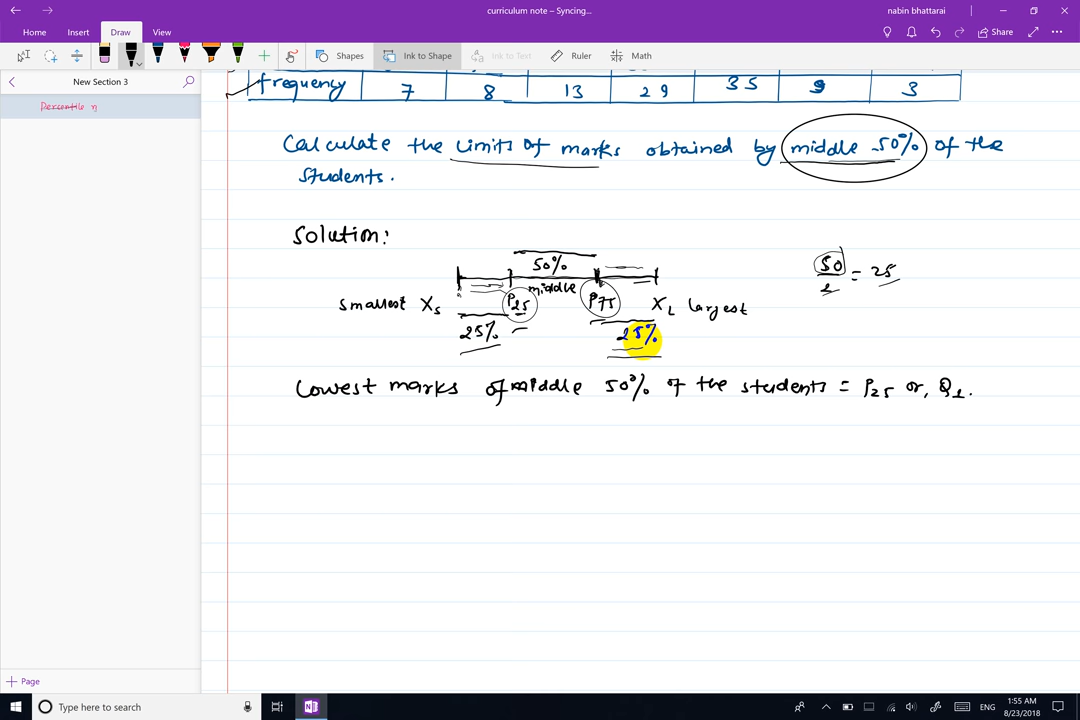 curriculum note – Syncing...
nabin bhattarai
Home Insert Draw View
Share
Shapes Ink to Shape Ink to Text Ruler Math
New Section 3
Percentile
frequency 7 8 13 29 35 9 3
Calculate the limits of marks obtained by middle 50% of the
students.
Solution:
50%
middle
50/2 = 25
smallest Xs P25 P75 XL largest
25% 25%
Lowest marks of middle 50% of the students = P25 or, Q1.
+ Page
Type here to search
ENG
1:55 AM
8/23/2018